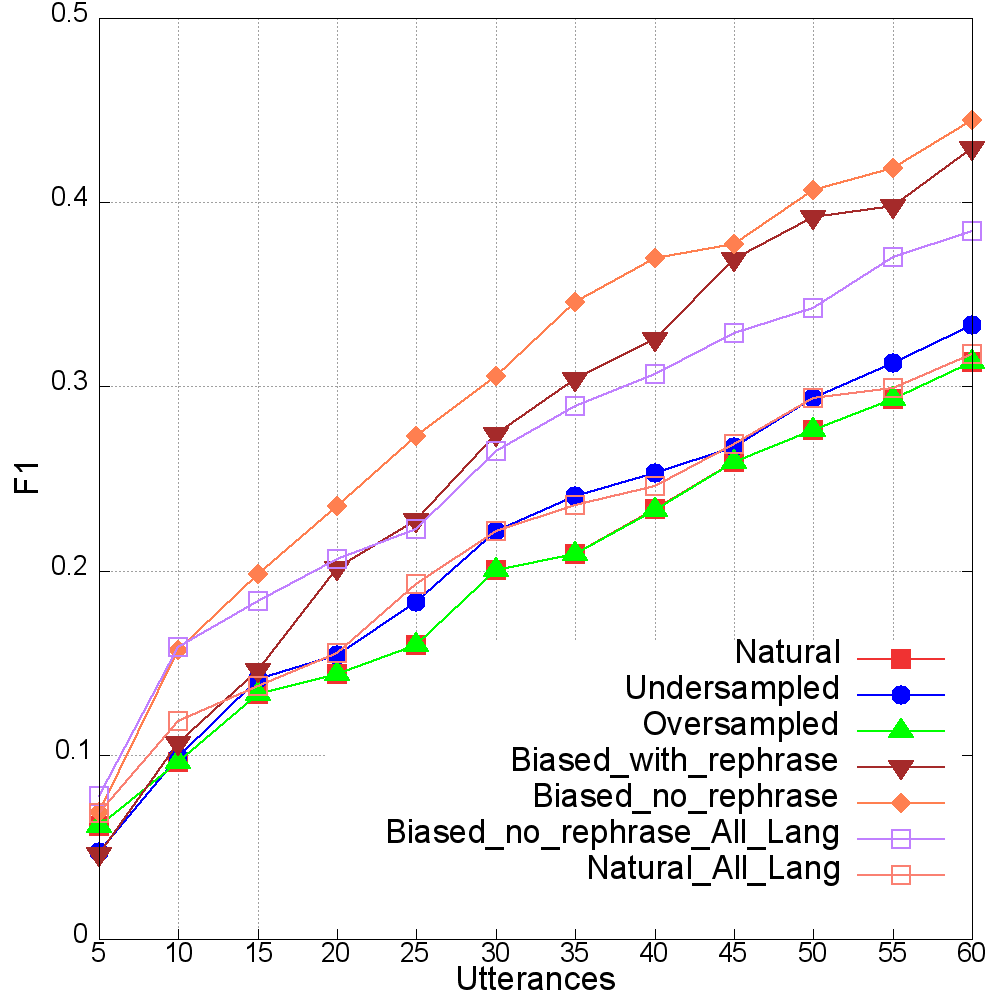 0.5
0.4
0.3
0.2
0.1
0
F1
Natural
Undersampled
Oversampled
Biased_with_rephrase
Biased_no_rephrase
Biased_no_rephrase_All_Lang
Natural_All_Lang
5 10 15 20 25 30 35 40 45 50 55 60
Utterances